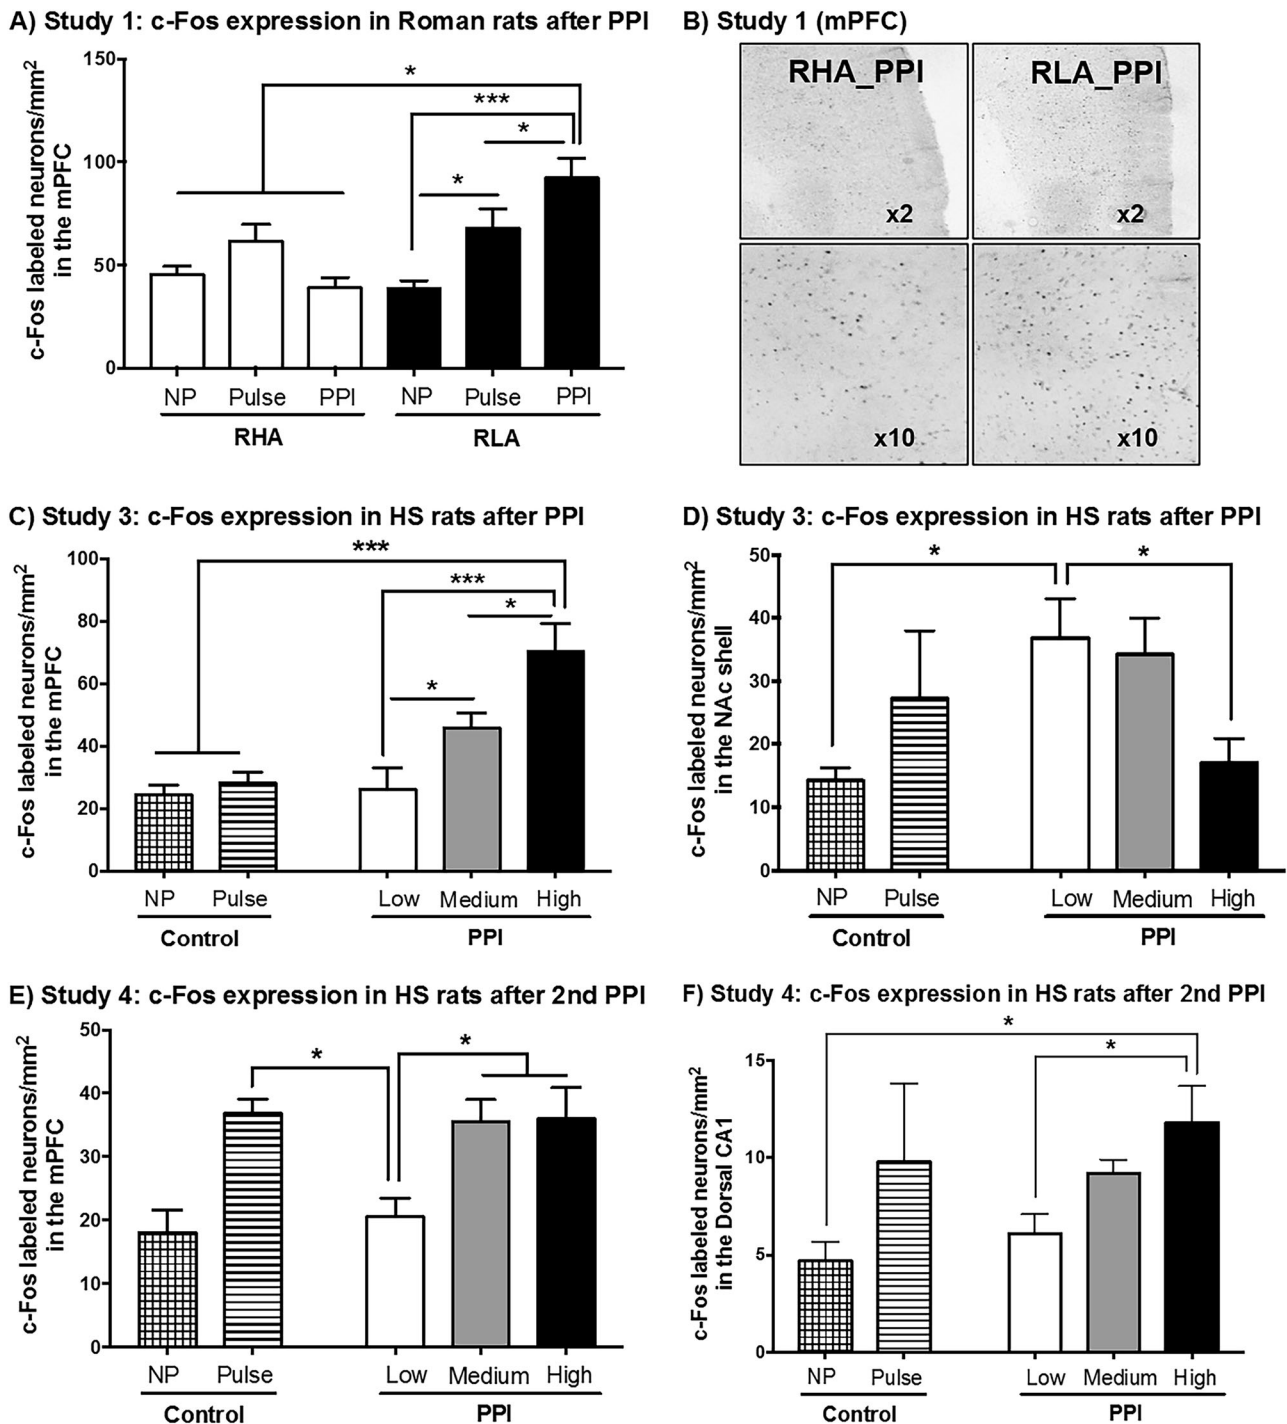 A) Study 1: c-Fos expression in Roman rats after PPI
c-Fos labeled neurons/mm2
in the mPFC
150
100
50
0
*
***
*
*
NP Pulse PPI NP Pulse PPI
RHA RLA
B) Study 1 (mPFC)
RHA_PPI RLA_PPI
x2 x2
x10 x10
C) Study 3: c-Fos expression in HS rats after PPI
c-Fos labeled neurons/mm2
in the mPFC
100
80
60
40
20
0
***
***
*
*
NP Pulse Low Medium High
Control PPI
D) Study 3: c-Fos expression in HS rats after PPI
c-Fos labeled neurons/mm2
in the NAc shell
50
40
30
20
10
0
* *
NP Pulse Low Medium High
Control PPI
E) Study 4: c-Fos expression in HS rats after 2nd PPI
c-Fos labeled neurons/mm2
in the mPFC
50
40
30
20
10
0
* *
NP Pulse Low Medium High
Control PPI
F) Study 4: c-Fos expression in HS rats after 2nd PPI
c-Fos labeled neurons/mm2
in the Dorsal CA1
15
10
5
0
*
*
NP Pulse Low Medium High
Control PPI